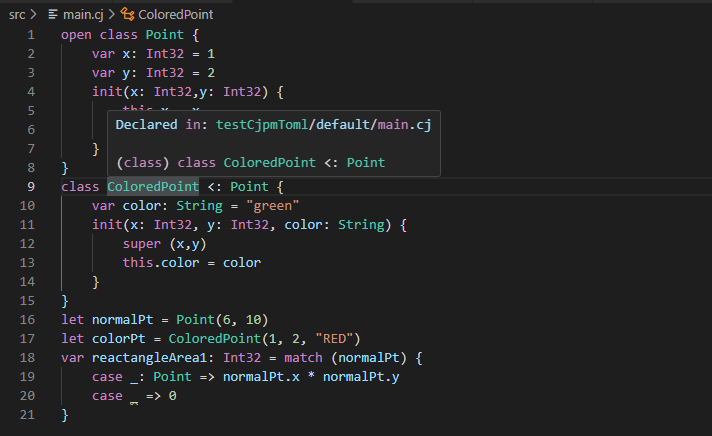 src > main.cj > ColoredPoint
1 open class Point {
2 var x: Int32 = 1
3 var y: Int32 = 2
4 init(x: Int32,y: Int32) {
5
6
7 }
8 }
Declared in: testCjpmToml/default/main.cj
(class) class ColoredPoint <: Point
9 class ColoredPoint <: Point {
10 var color: String = "green"
11 init(x: Int32, y: Int32, color: String) {
12 super (x,y)
13 this.color = color
14 }
15 }
16 let normalPt = Point(6, 10)
17 let colorPt = ColoredPoint(1, 2, "RED")
18 var reactangleArea1: Int32 = match (normalPt) {
19 case _: Point => normalPt.x * normalPt.y
20 case _ => 0
21 }